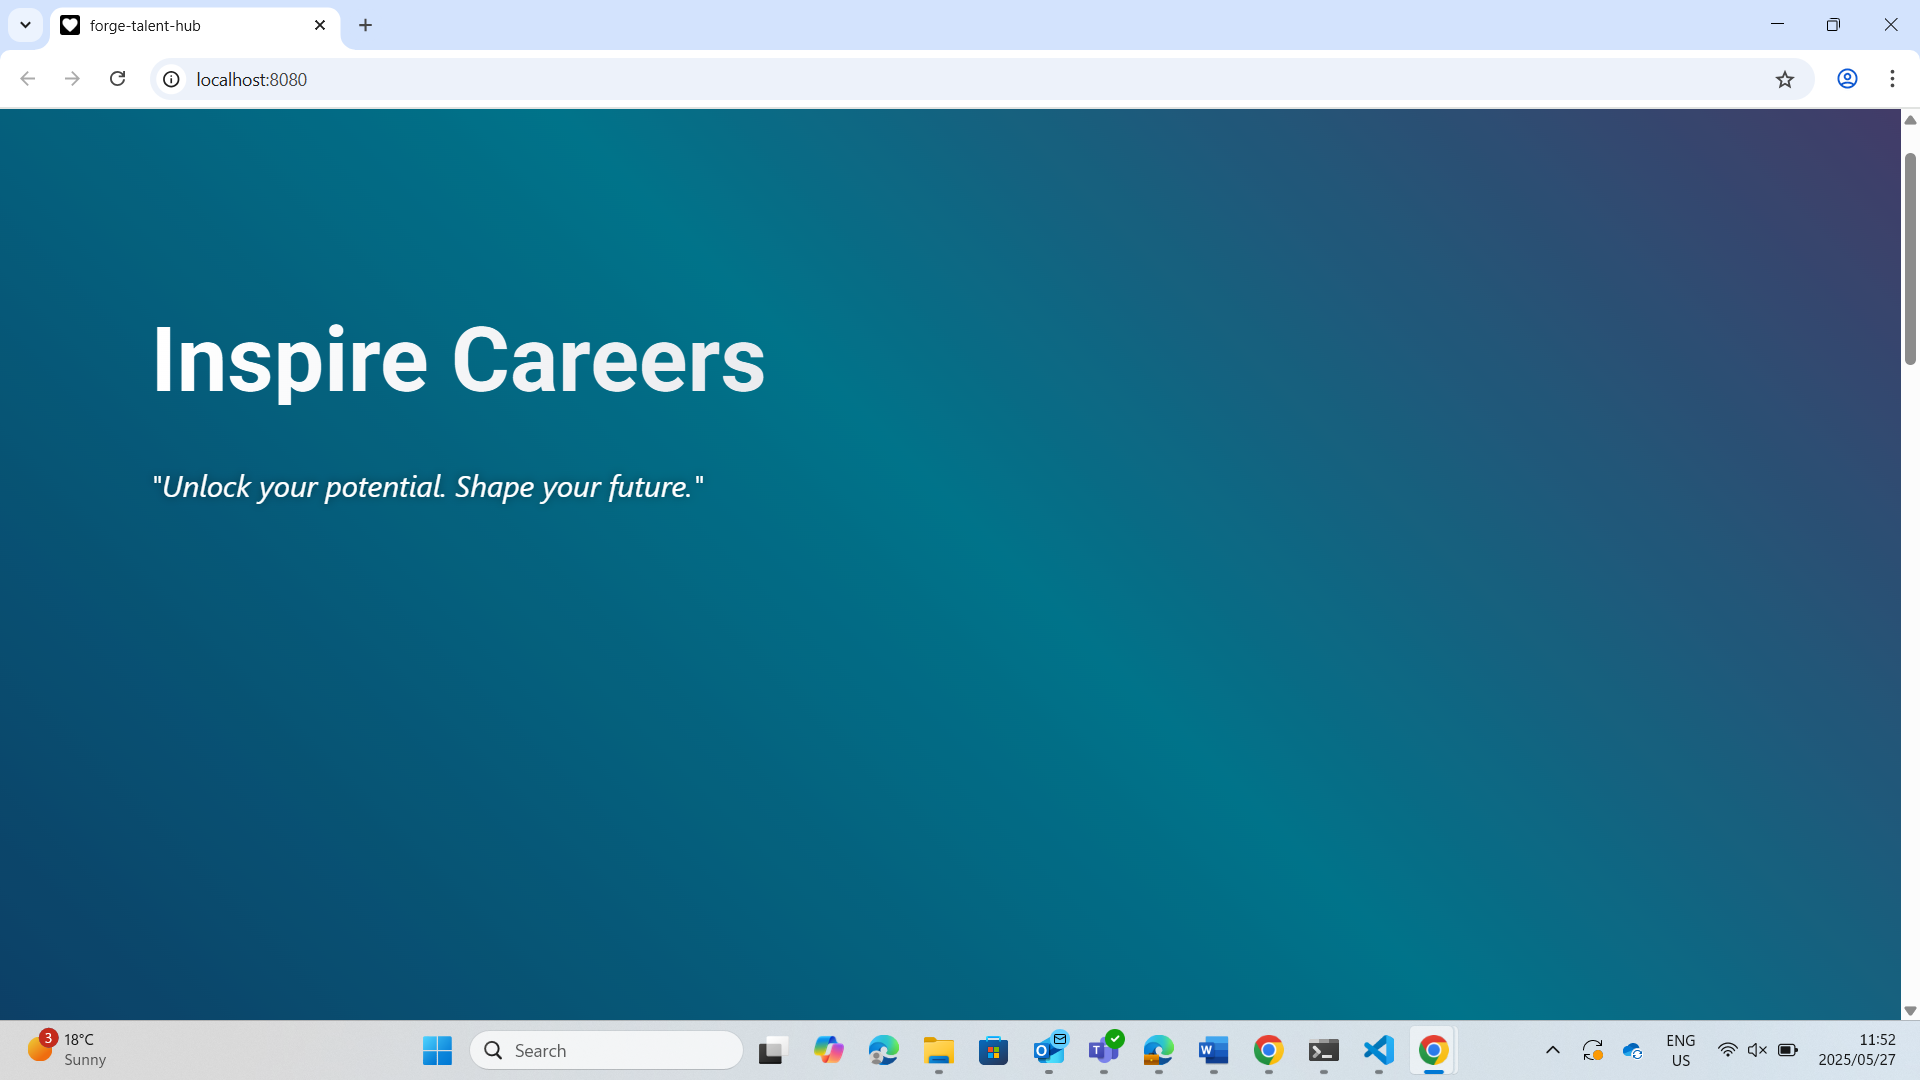 forge-talent-hub
localhost:8080
Inspire Careers
"Unlock your potential. Shape your future."
3
18°C
Sunny
Search
ENG
US
11:52
2025/05/27